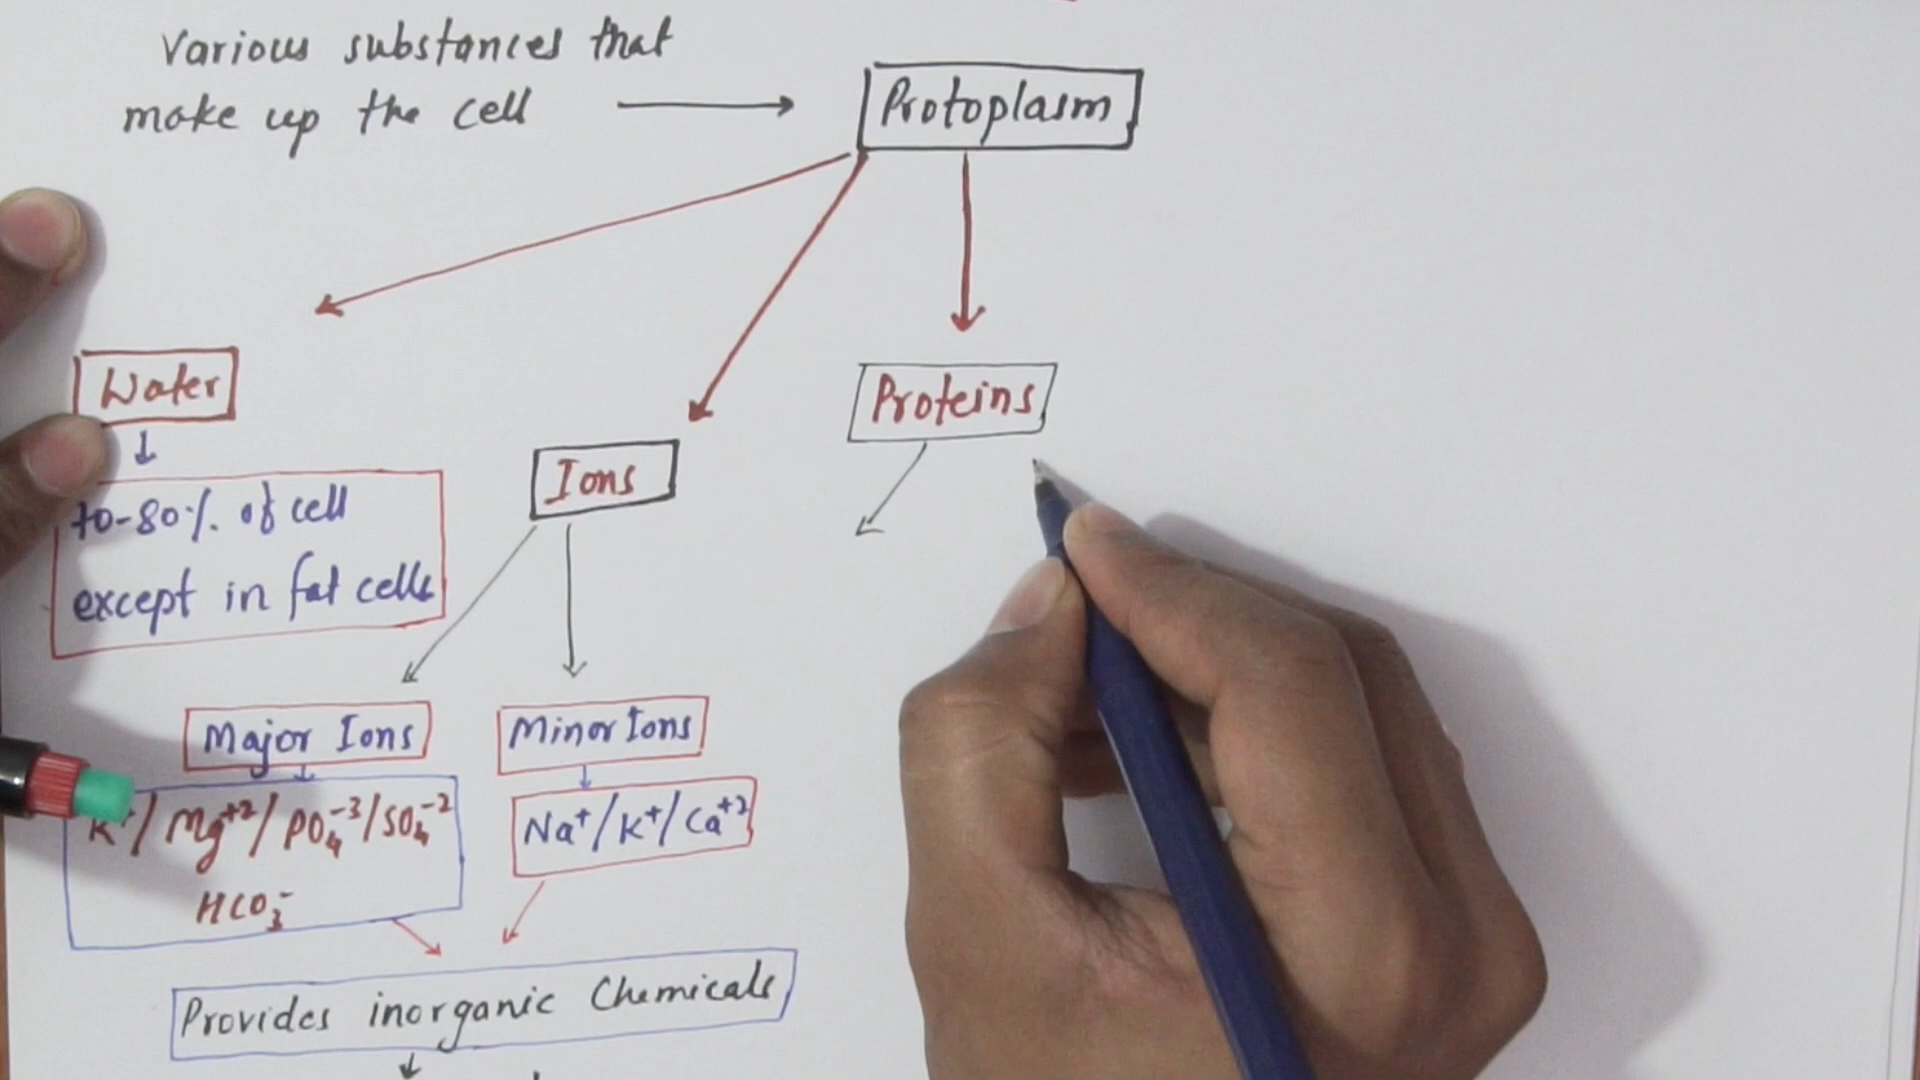 Various substances that
make up the cell
Protoplasm
Water
70-80% of cell
except in fat cells
Ions
Proteins
Major Ions
Minor Ions
K⁺/Mg⁺²/PO₄⁻³/SO₄⁻²
HCO₃⁻
Na⁺/K⁺/Ca⁺²
Provides inorganic Chemicals